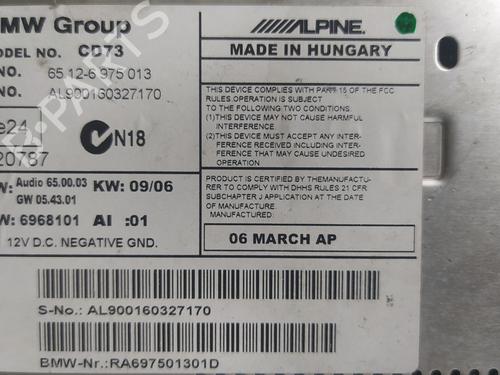 MW Group
ALPINE
MODEL NO. CD73
MADE IN HUNGARY
NO. 65.12-6 975 013
NO. AL900160327170
THIS DEVICE COMPLIES WITH PART 15 OF THE FCC
RULES.OPERATION IS SUBJECT
TO THE FOLLOWING TWO CONDITIONS:
(1)THIS DEVICE MAY NOT CAUSE HARMFUL
INTERFERENCE.
(2)THIS DEVICE MUST ACCEPT ANY INTER-
FERENCE RECEIVED INCLUDING INTER-
FERENCE THAT MAY CAUSE UNDESIRED
OPERATION
e24
20787
N18
PRODUCT IS CERTIFIED BY THEMANUFACTU-
RER TO COMPLY WITH DHHS RULES 21 CFR
SUBCHAPTER J APPLICATION AT THE DATE OF
MANUFACTURE.
MANUFACTURED:
W: Audio 65.00.03 KW: 09/06
GW 05.43.01
W: 6968101 AI :01
06 MARCH AP
12V D.C. NEGATIVE GND.
S-No.: AL900160327170
BMW-Nr.: RA697501301D